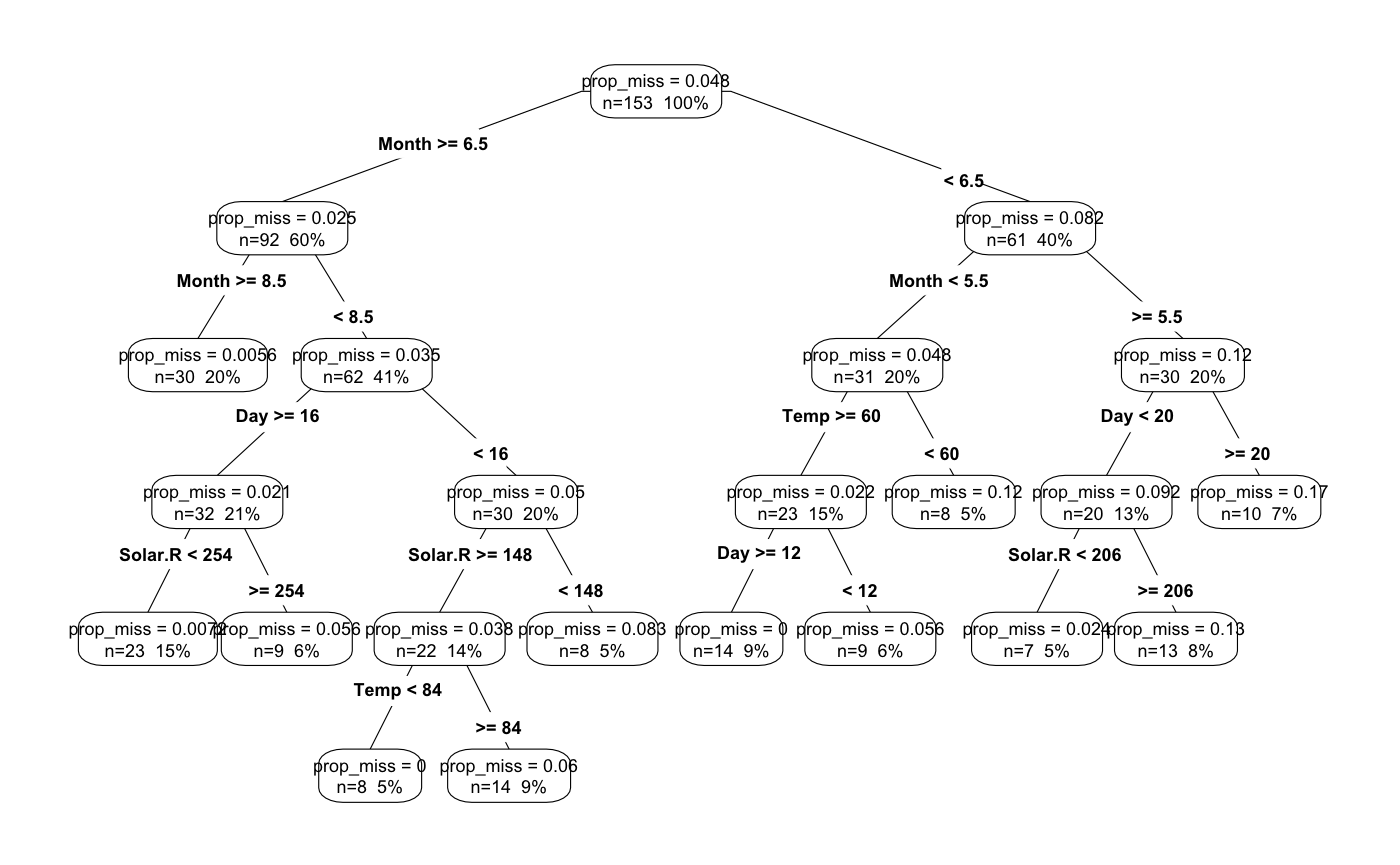 prop_miss = 0.048
n=153 100%
Month >= 6.5
< 6.5
prop_miss = 0.025
n=92 60%
prop_miss = 0.082
n=61 40%
Month >= 8.5
< 8.5
Month < 5.5
>= 5.5
prop_miss = 0.0056
n=30 20%
prop_miss = 0.035
n=62 41%
prop_miss = 0.048
n=31 20%
prop_miss = 0.12
n=30 20%
Day >= 16
< 16
Temp >= 60
< 60
Day < 20
>= 20
prop_miss = 0.021
n=32 21%
prop_miss = 0.05
n=30 20%
prop_miss = 0.022
n=23 15%
prop_miss = 0.12
n=8 5%
prop_miss = 0.092
n=20 13%
prop_miss = 0.17
n=10 7%
Solar.R < 254
>= 254
Solar.R >= 148
< 148
Day >= 12
< 12
Solar.R < 206
>= 206
prop_miss = 0.0072
n=23 15%
prop_miss = 0.056
n=9 6%
prop_miss = 0.038
n=22 14%
prop_miss = 0.083
n=8 5%
prop_miss = 0
n=14 9%
prop_miss = 0.056
n=9 6%
prop_miss = 0.024
n=7 5%
prop_miss = 0.13
n=13 8%
Temp < 84
>= 84
prop_miss = 0
n=8 5%
prop_miss = 0.06
n=14 9%